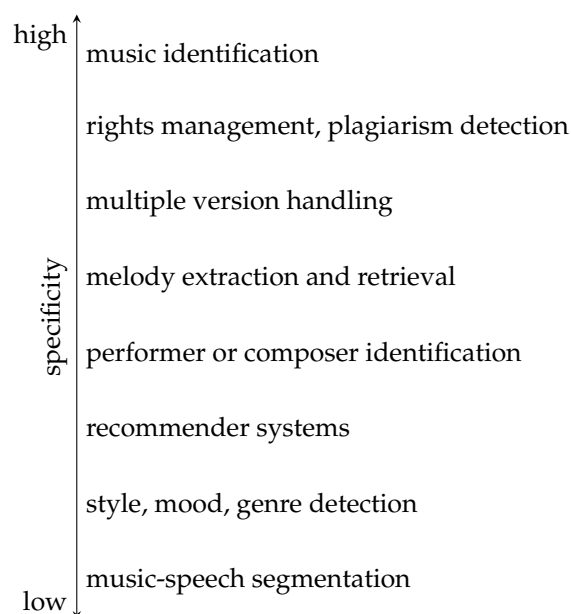 high
music identification
rights management, plagiarism detection
multiple version handling
melody extraction and retrieval
specificity
performer or composer identification
recommender systems
style, mood, genre detection
music-speech segmentation
low